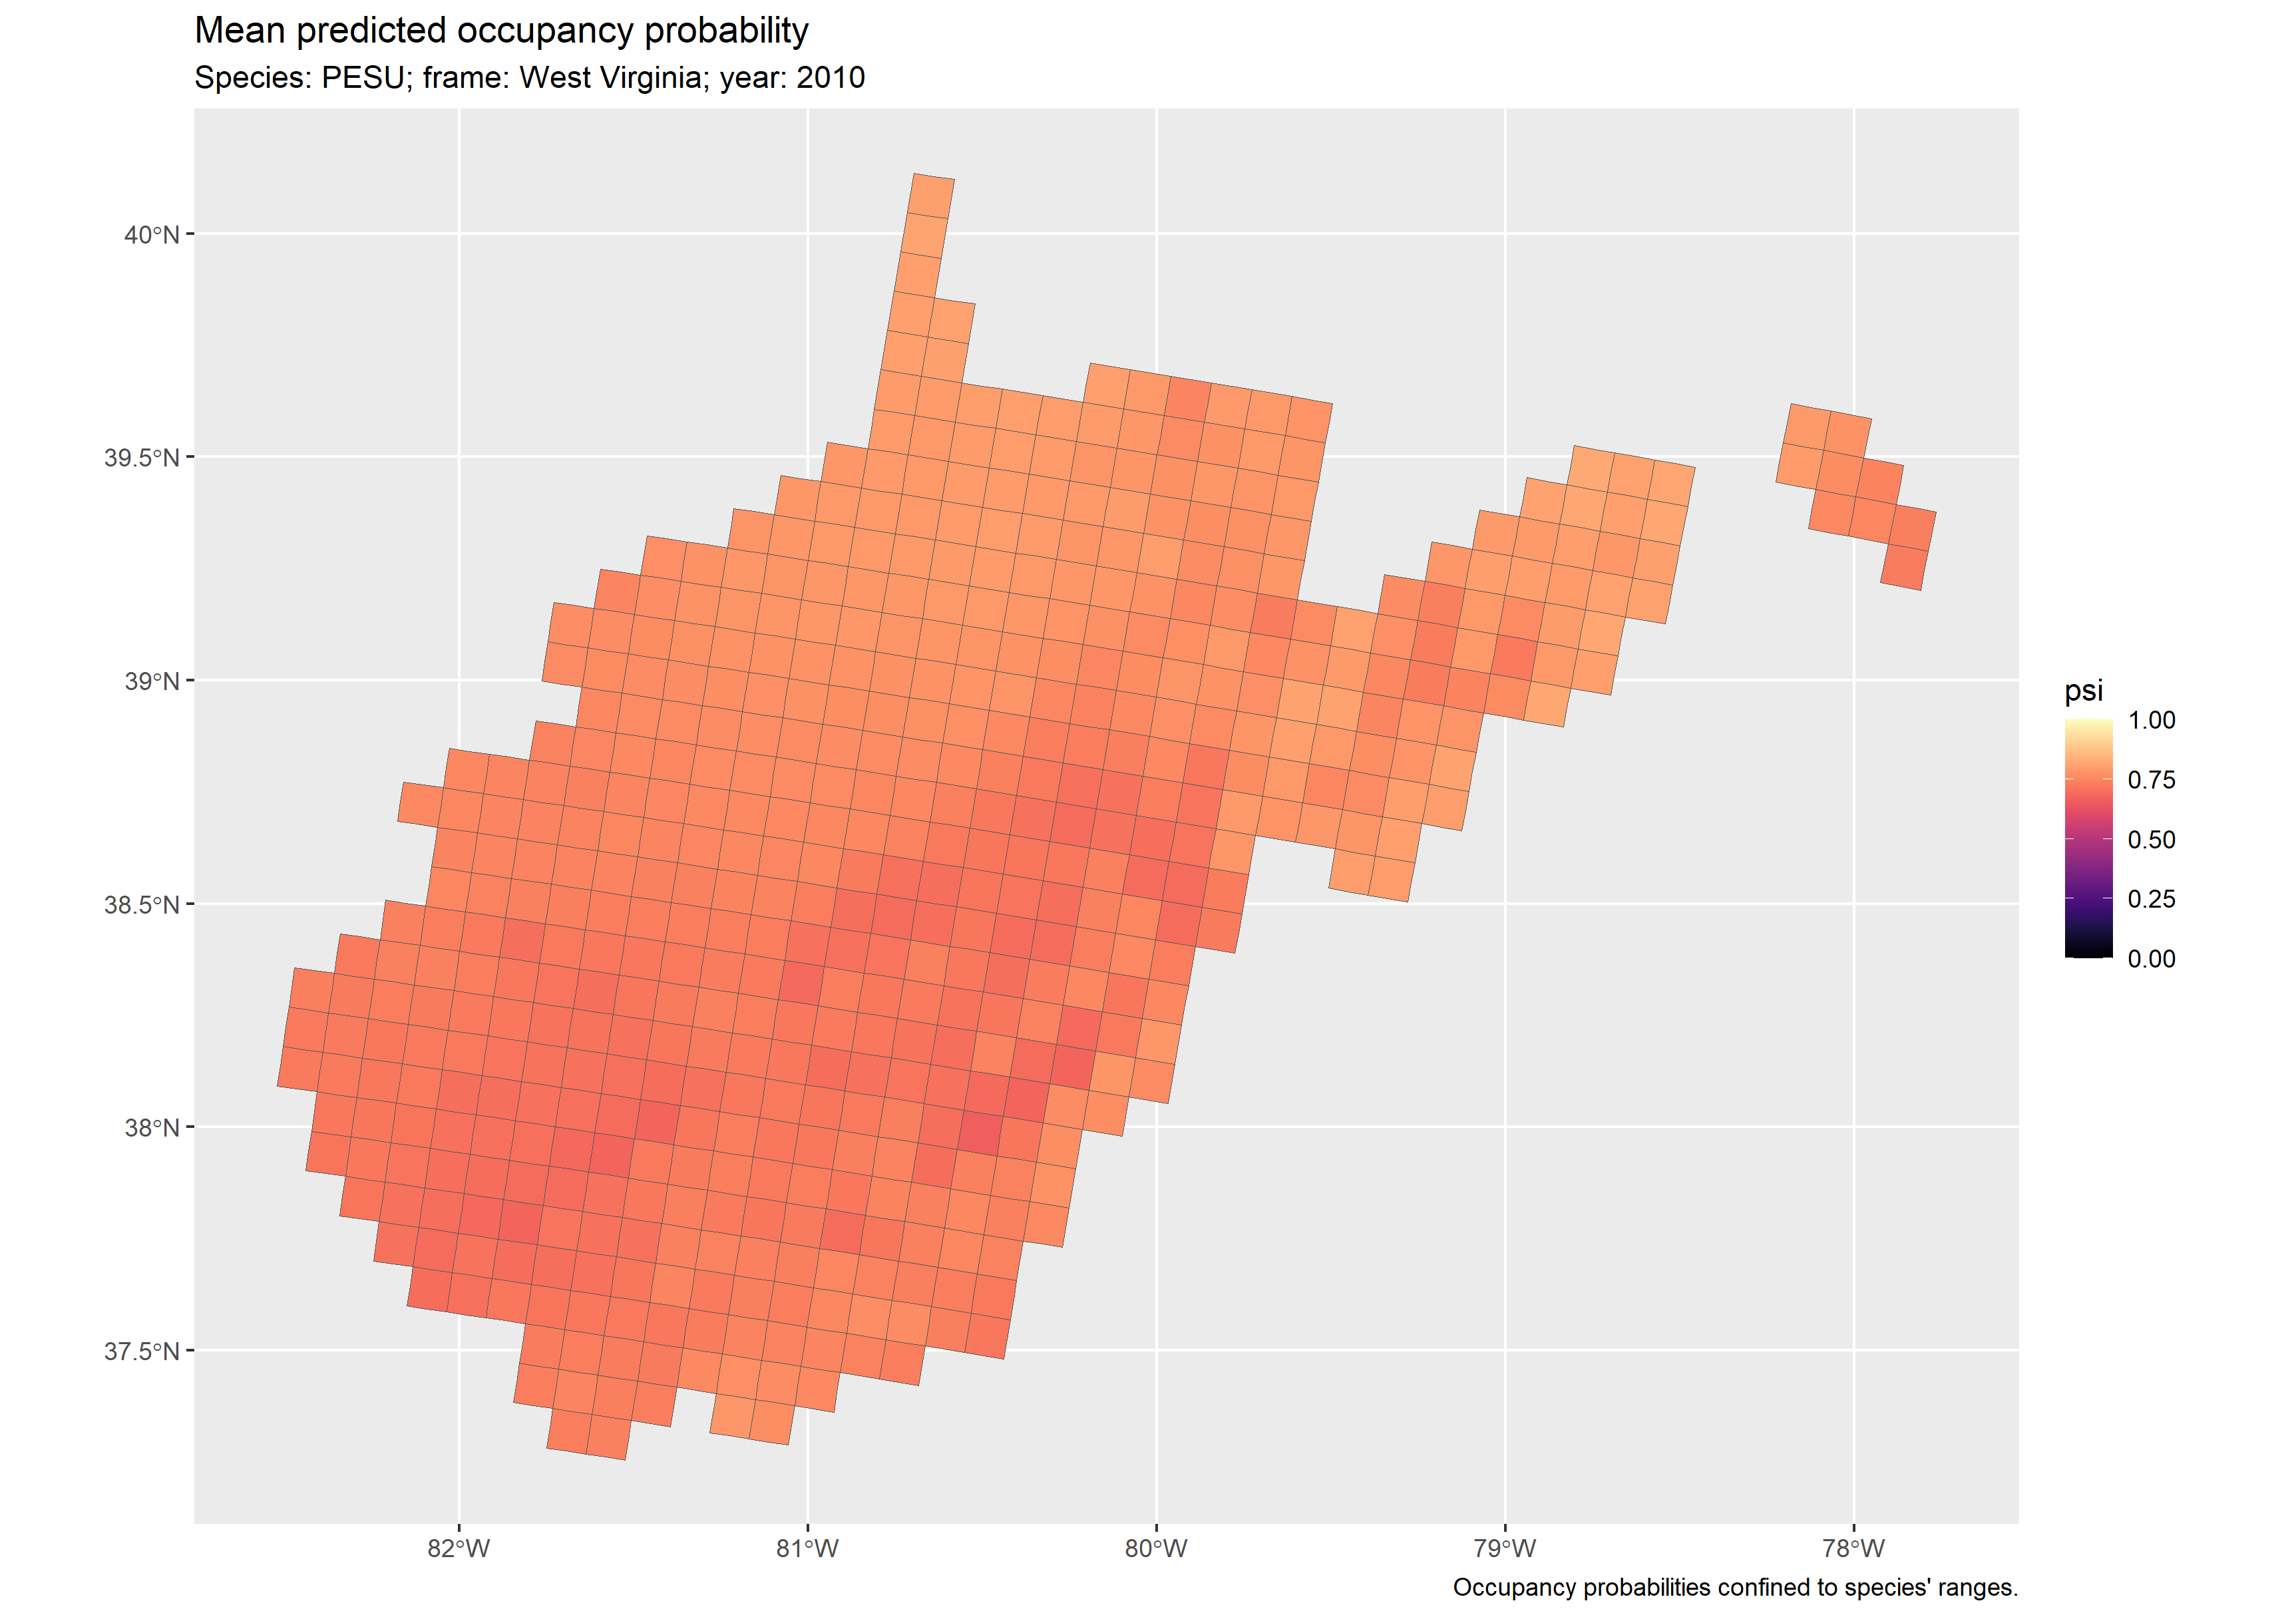 Mean predicted occupancy probability
Species: PESU; frame: West Virginia; year: 2010
40°N
39.5°N
39°N
38.5°N
38°N
37.5°N
82°W
81°W
80°W
79°W
78°W
psi
1.00
0.75
0.50
0.25
0.00
Occupancy probabilities confined to species' ranges.